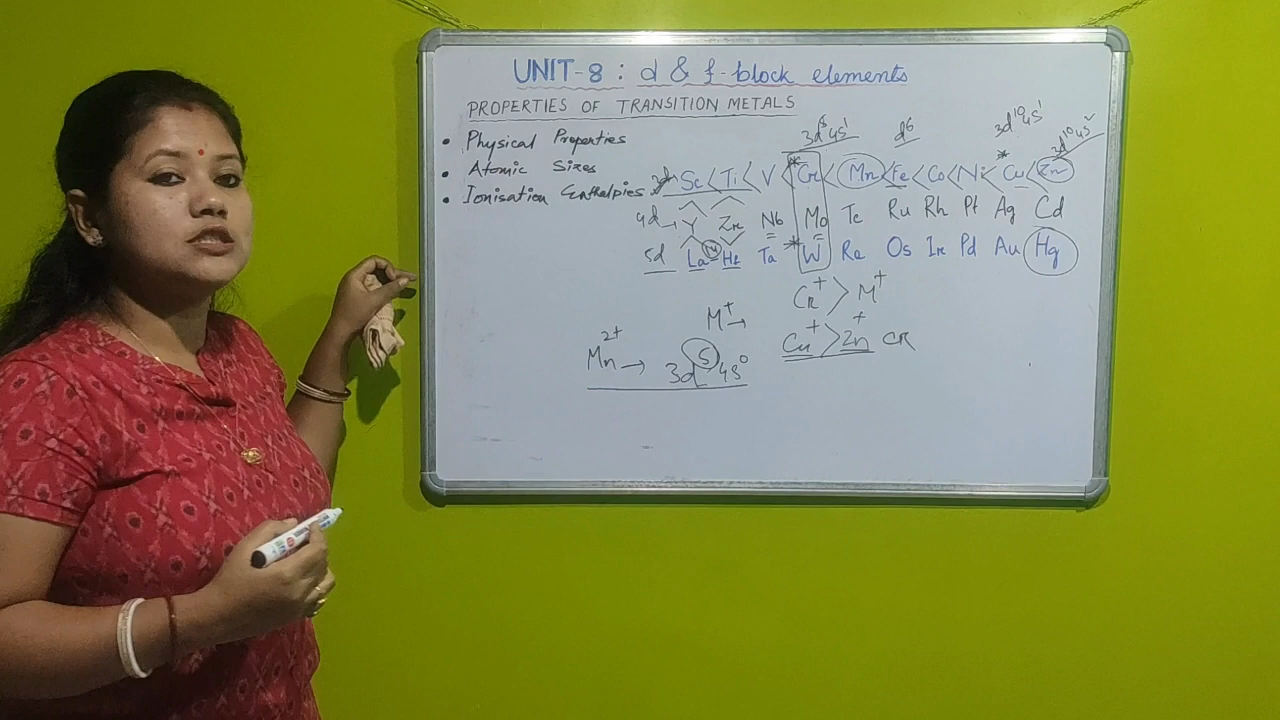 UNIT-8 : d & f-block elements
PROPERTIES OF TRANSITION METALS
• Physical Properties
• Atomic Sizes
• Ionisation Enthalpies
3d⁵4s¹ d⁶ 3d¹⁰4s¹ 3d¹⁰4s²
3d Sc < Ti < V < * Cr < Mn < Fe < Co < Ni < * Cu < Zn
4d → Y Zr Nb Mo Tc Ru Rh Pt Ag Cd
5d La Hf Ta * W Re Os Ir Pd Au Hg
Cr⁺ > M⁺
M⁺ →
Cu⁺ > Zn⁺ CR
Mn²⁺ → 3d⁵ 4s⁰